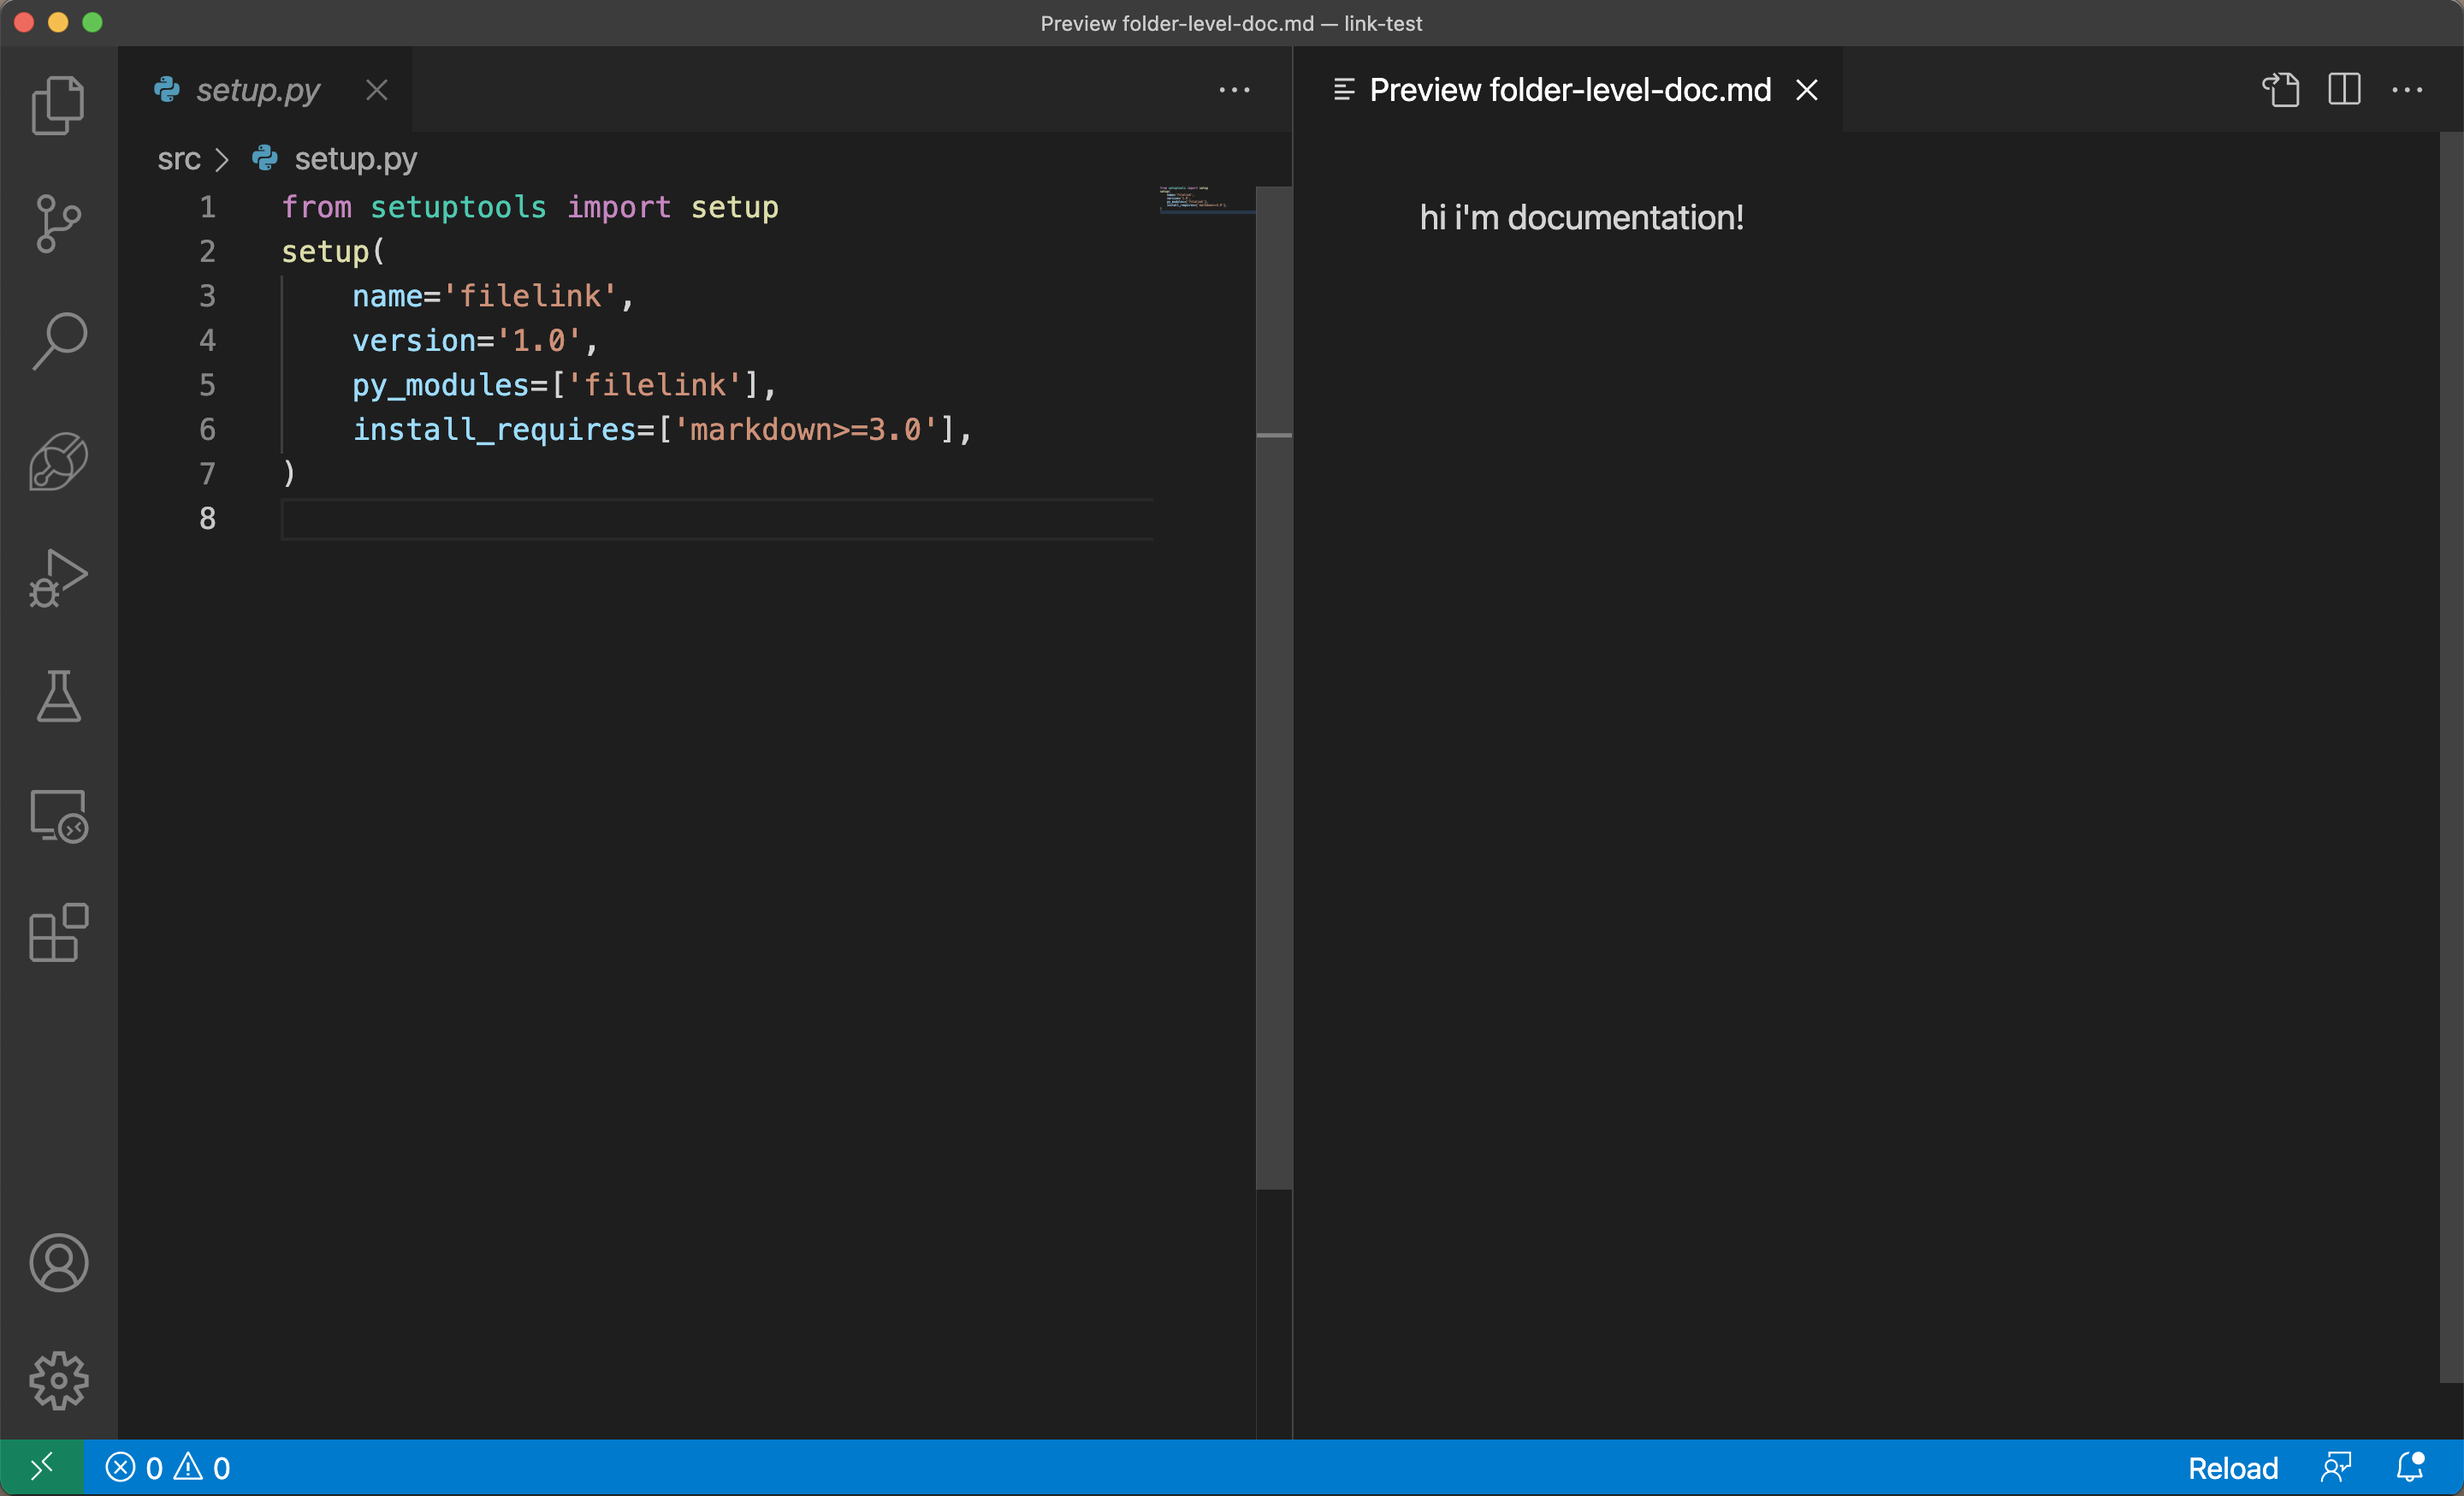 Preview folder-level-doc.md — link-test
setup.py
Preview folder-level-doc.md
src > setup.py
1 from setuptools import setup
2 setup(
3     name='filelink',
4     version='1.0',
5     py_modules=['filelink'],
6     install_requires=['markdown>=3.0'],
7 )
8
hi i'm documentation!
0 0
Reload